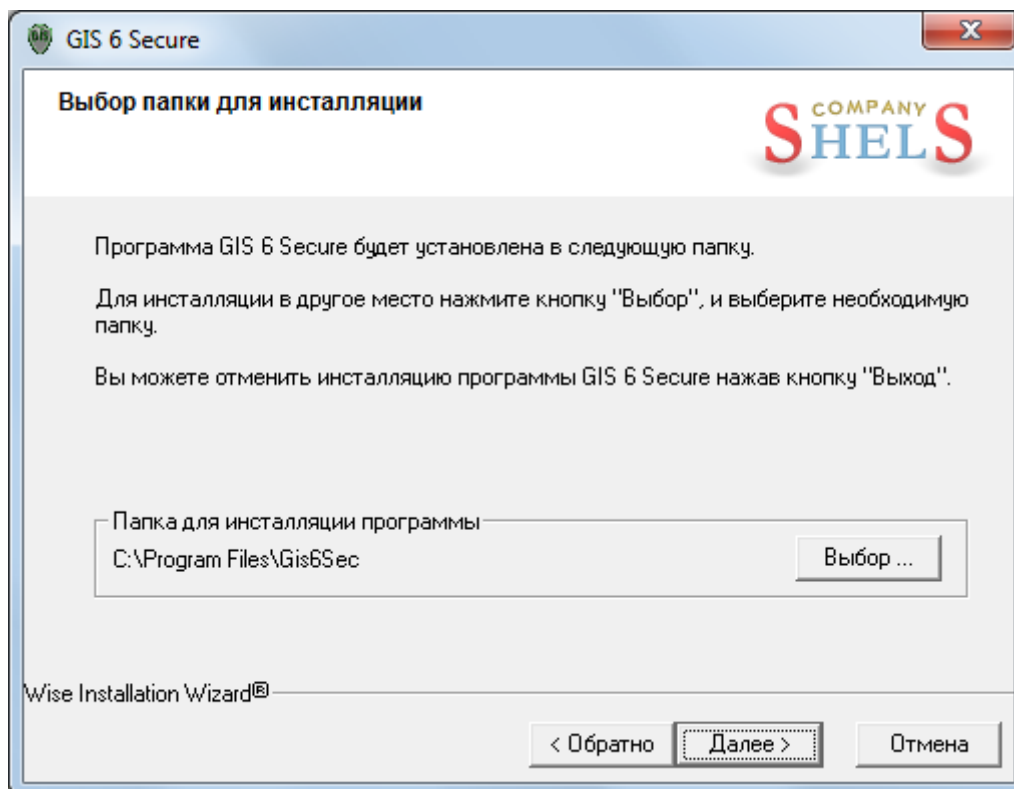 GIS 6 Secure
Выбор папки для инсталляции
COMPANY
SHELS
Программа GIS 6 Secure будет установлена в следующую папку.
Для инсталляции в другое место нажмите кнопку "Выбор", и выберите необходимую
папку.
Вы можете отменить инсталляцию программы GIS 6 Secure нажав кнопку "Выход".
Папка для инсталляции программы
C:\Program Files\Gis6Sec
Выбор ...
Wise Installation Wizard®
< Обратно
Далее >
Отмена